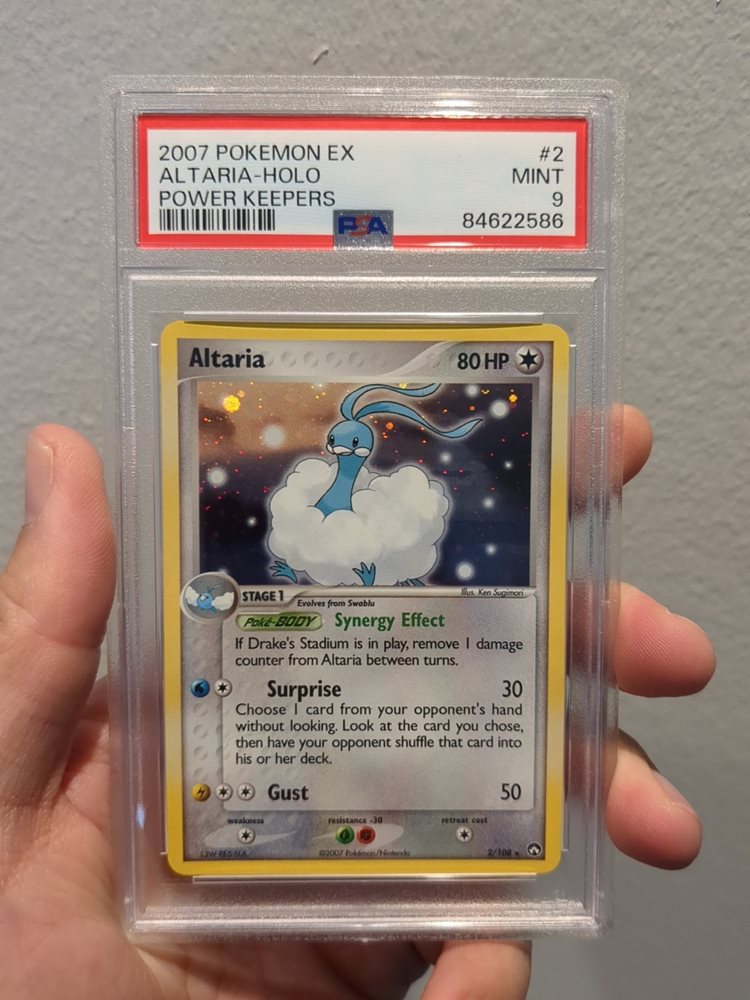 2007 POKEMON EX #2
ALTARIA-HOLO MINT
POWER KEEPERS 9
PSA 84622586
Altaria 80 HP
STAGE 1 Illus. Ken Sugimori
Evolves from Swablu
Poké-BODY Synergy Effect
If Drake's Stadium is in play, remove 1 damage
counter from Altaria between turns.
Surprise 30
Choose 1 card from your opponent's hand
without looking. Look at the card you chose,
then have your opponent shuffle that card into
his or her deck.
Gust 50
weakness resistance -30 retreat cost
©2007 Pokémon/Nintendo 2/108